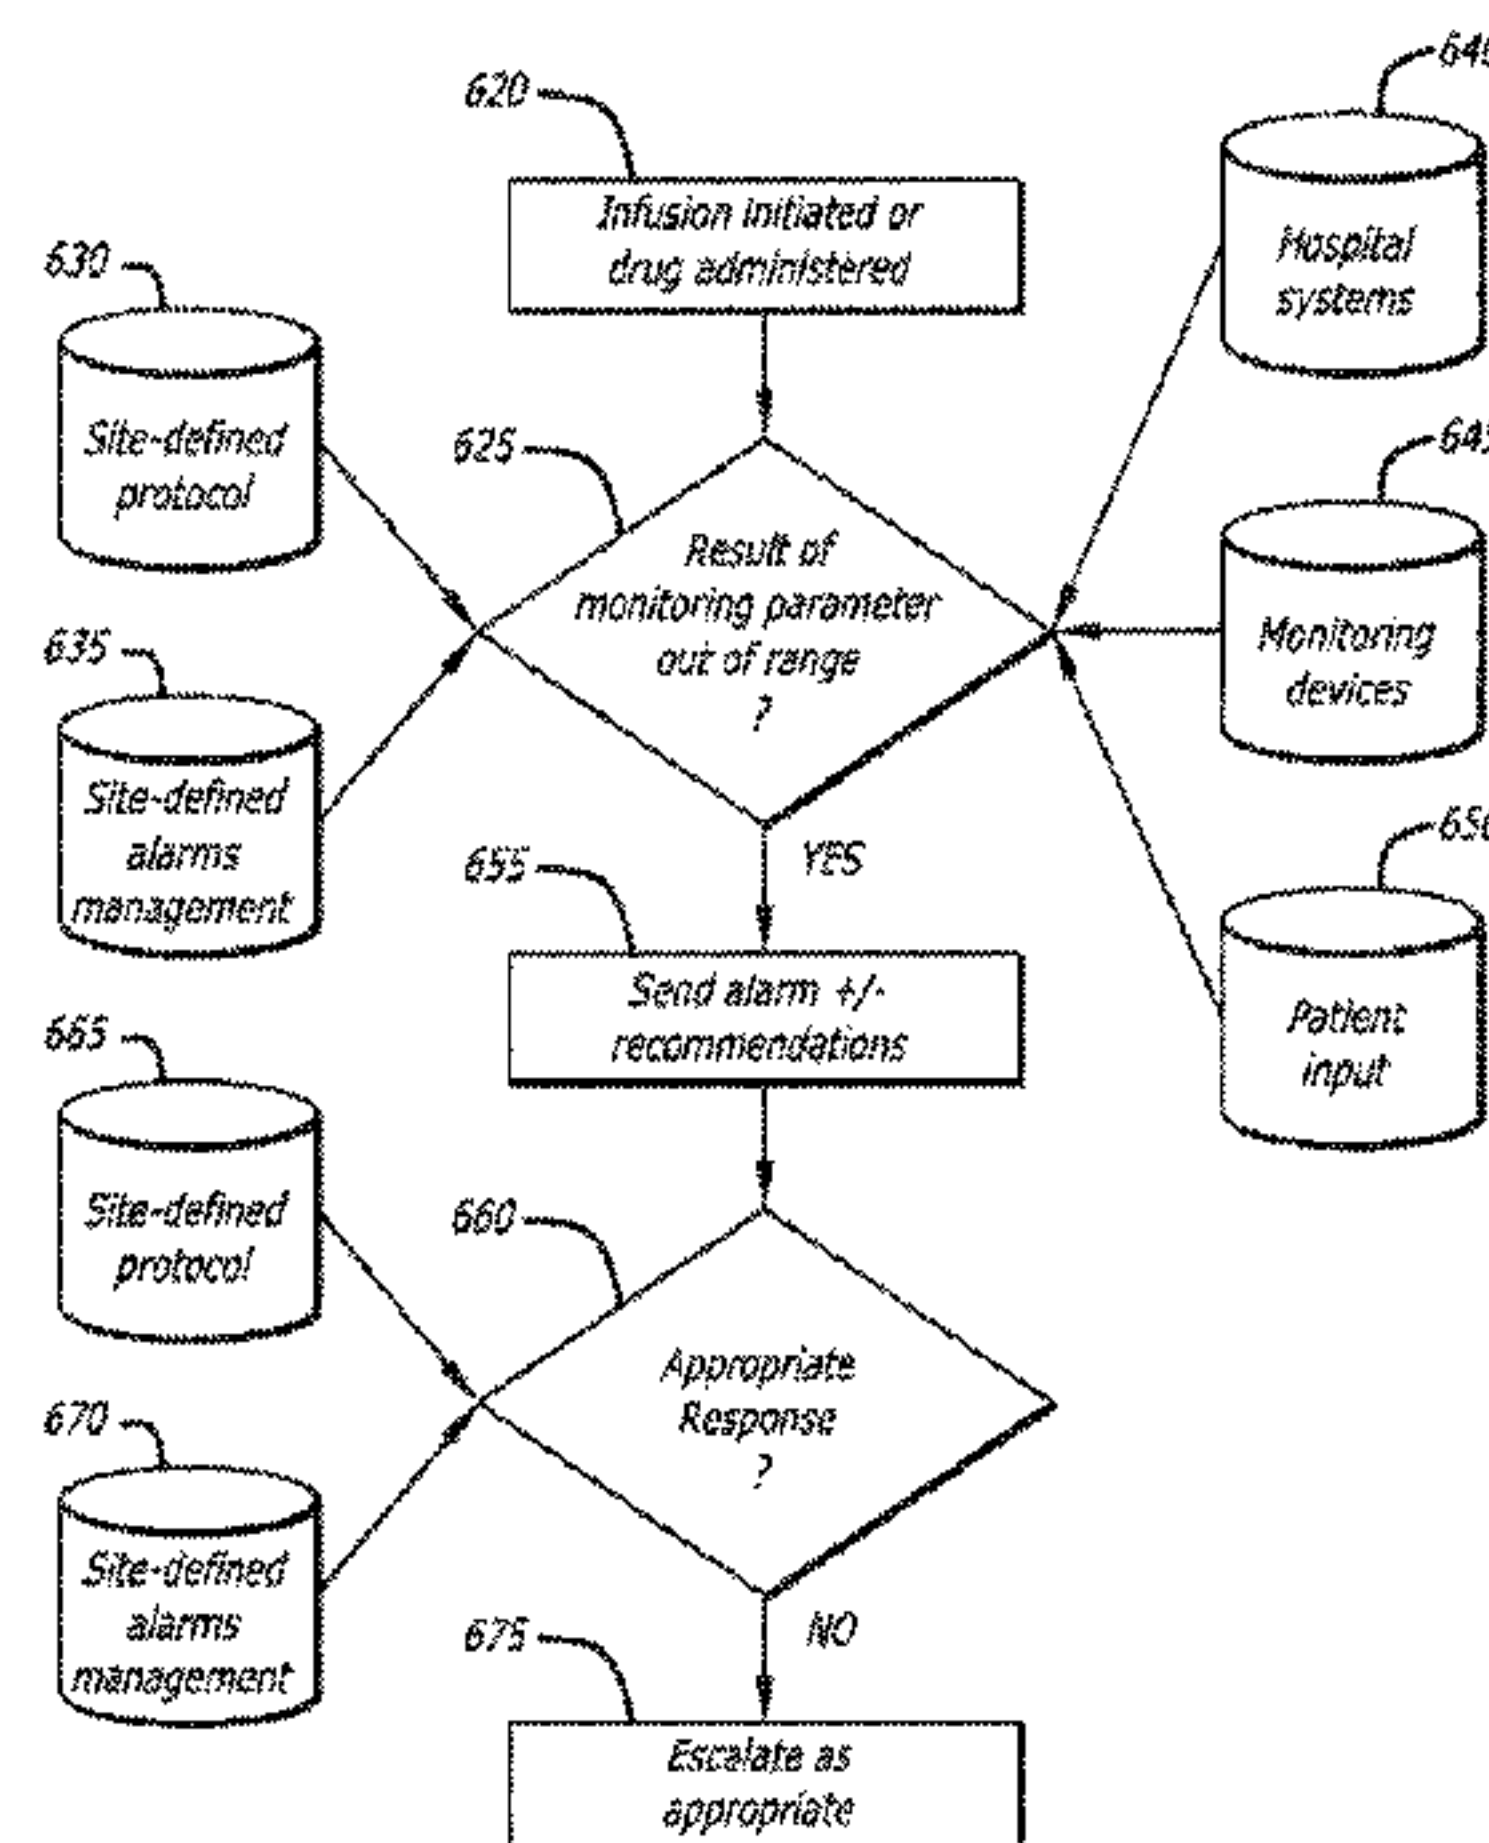 620
Infusion initiated or
drug administered
Hospital
systems
630
Site-defined
protocol
625
Result of
monitoring parameter
out of range
?
Monitoring
devices
635
Site-defined
alarms
management
YES
655
Send alarm +/-
recommendations
Patient
input
665
Site-defined
protocol
660
Appropriate
Response
?
670
Site-defined
alarms
management
NO
675
Escalate as
appropriate